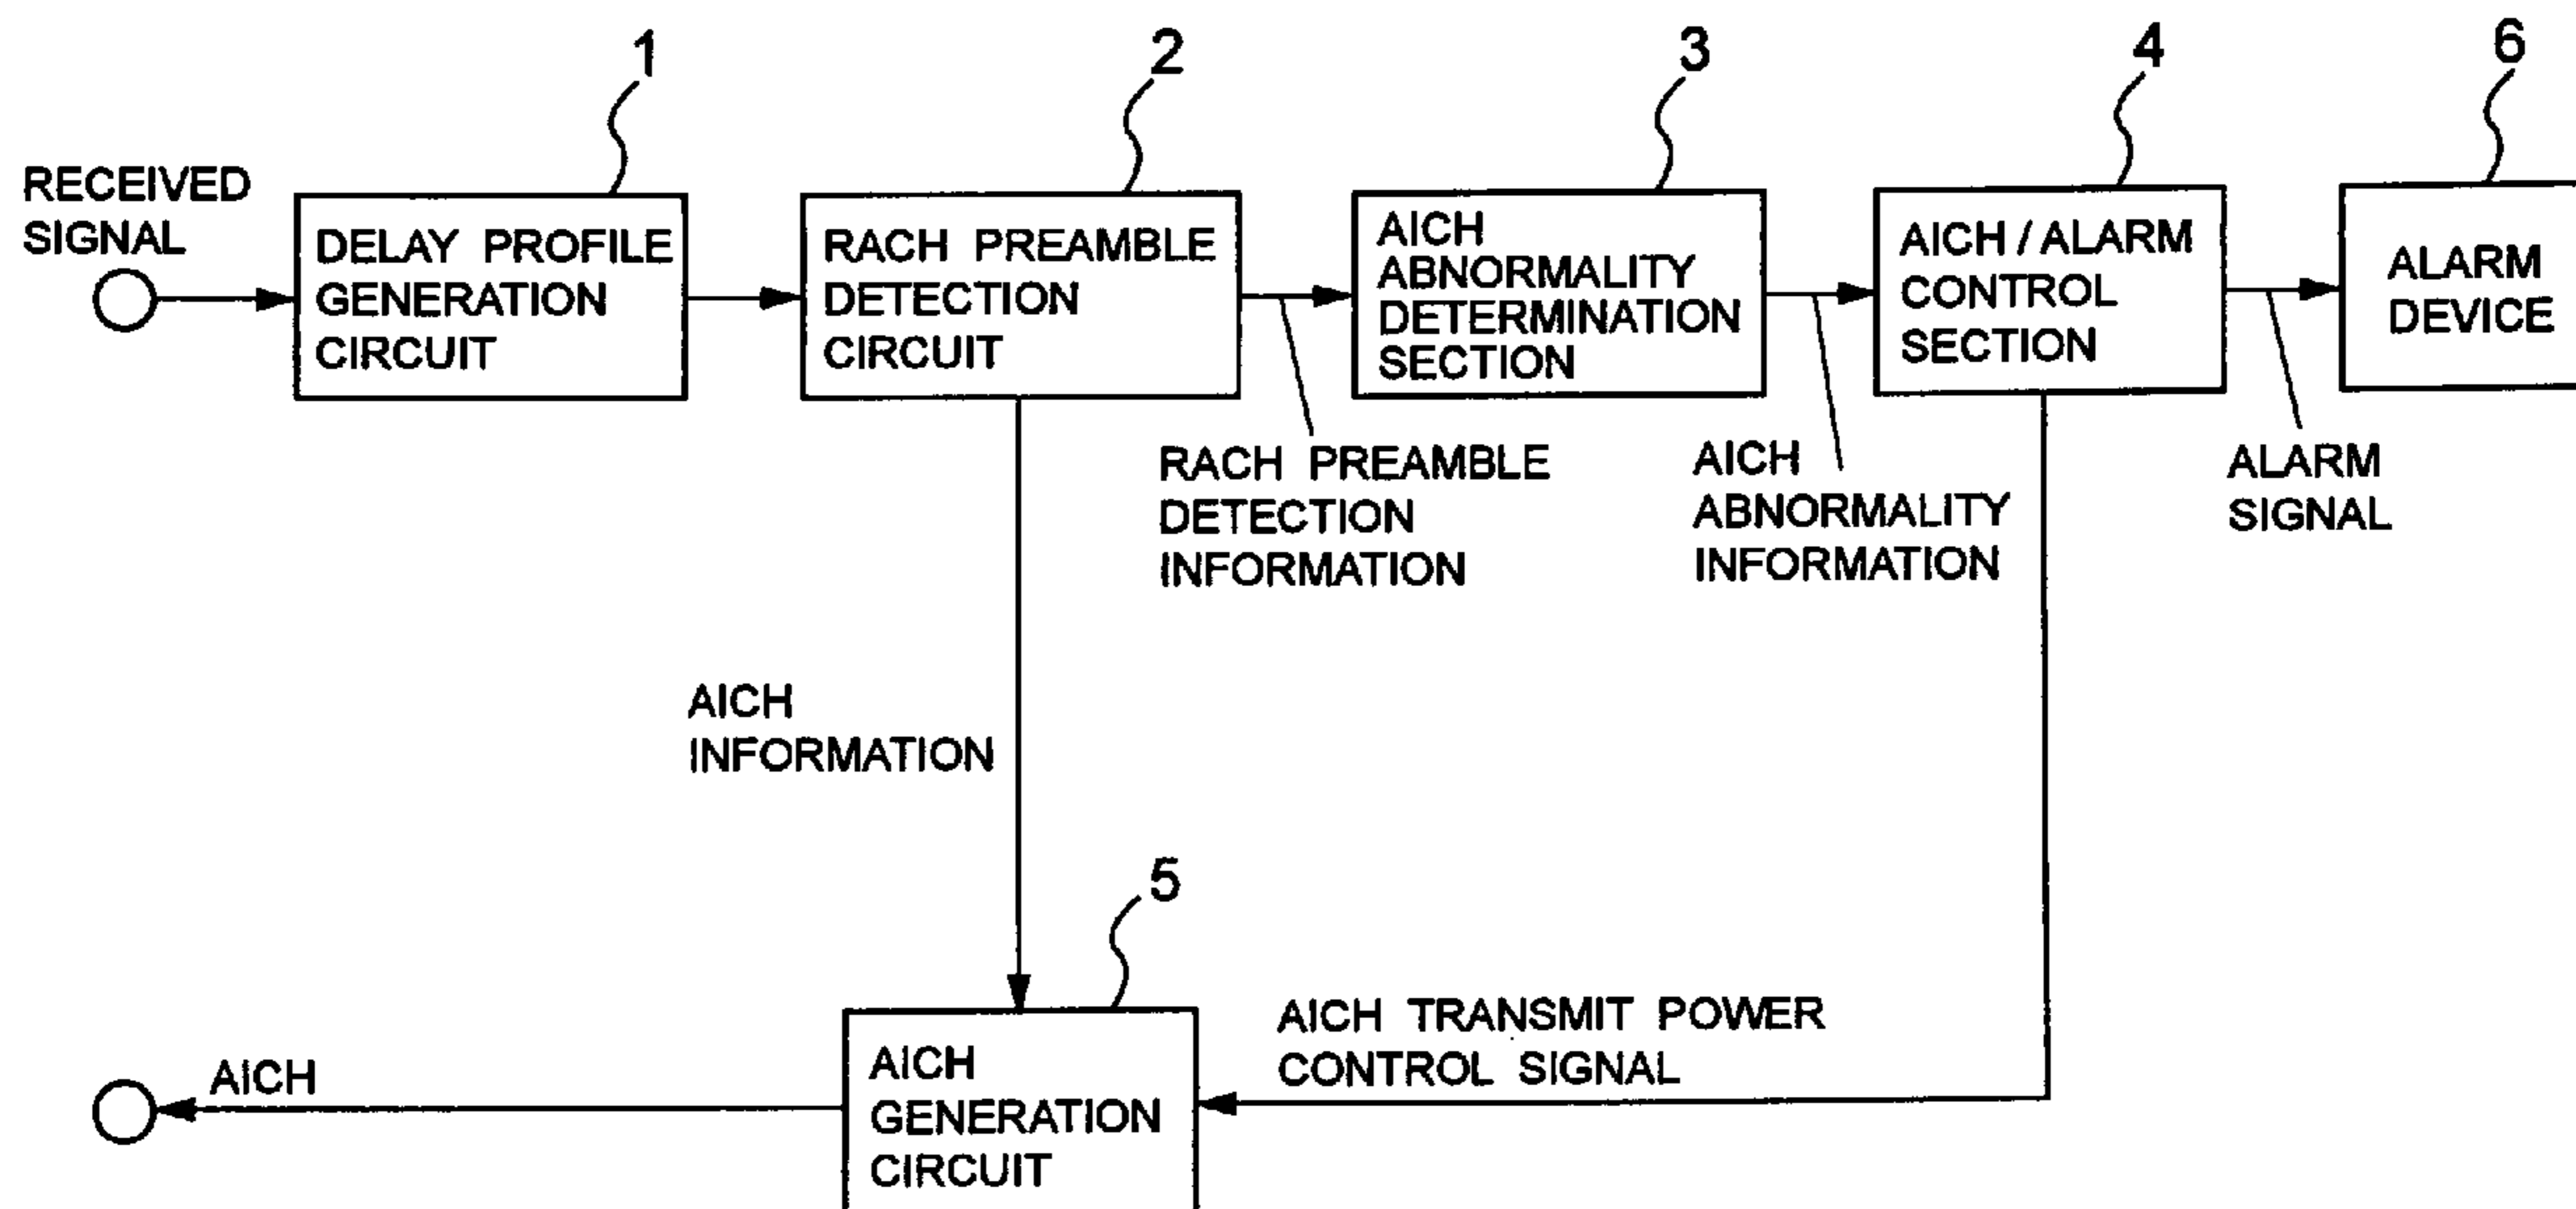 1
2
3
4
6
RECEIVED
SIGNAL
DELAY PROFILE
GENERATION
CIRCUIT
RACH PREAMBLE
DETECTION
CIRCUIT
AICH
ABNORMALITY
DETERMINATION
SECTION
AICH / ALARM
CONTROL
SECTION
ALARM
DEVICE
RACH PREAMBLE
DETECTION
INFORMATION
AICH
ABNORMALITY
INFORMATION
ALARM
SIGNAL
AICH
INFORMATION
5
AICH TRANSMIT POWER
CONTROL SIGNAL
AICH
AICH
GENERATION
CIRCUIT